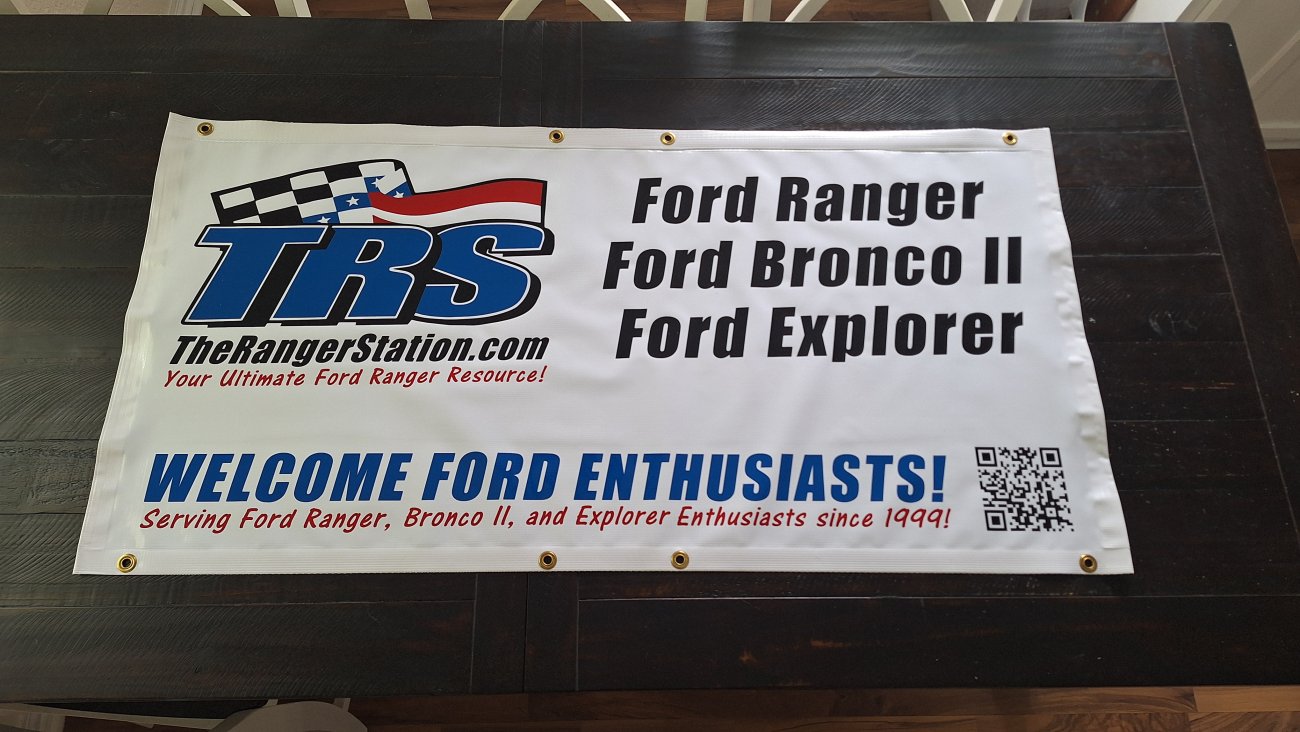 TRS
TheRangerStation.com
Your Ultimate Ford Ranger Resource!
Ford Ranger
Ford Bronco II
Ford Explorer
WELCOME FORD ENTHUSIASTS!
Serving Ford Ranger, Bronco II, and Explorer Enthusiasts since 1999!